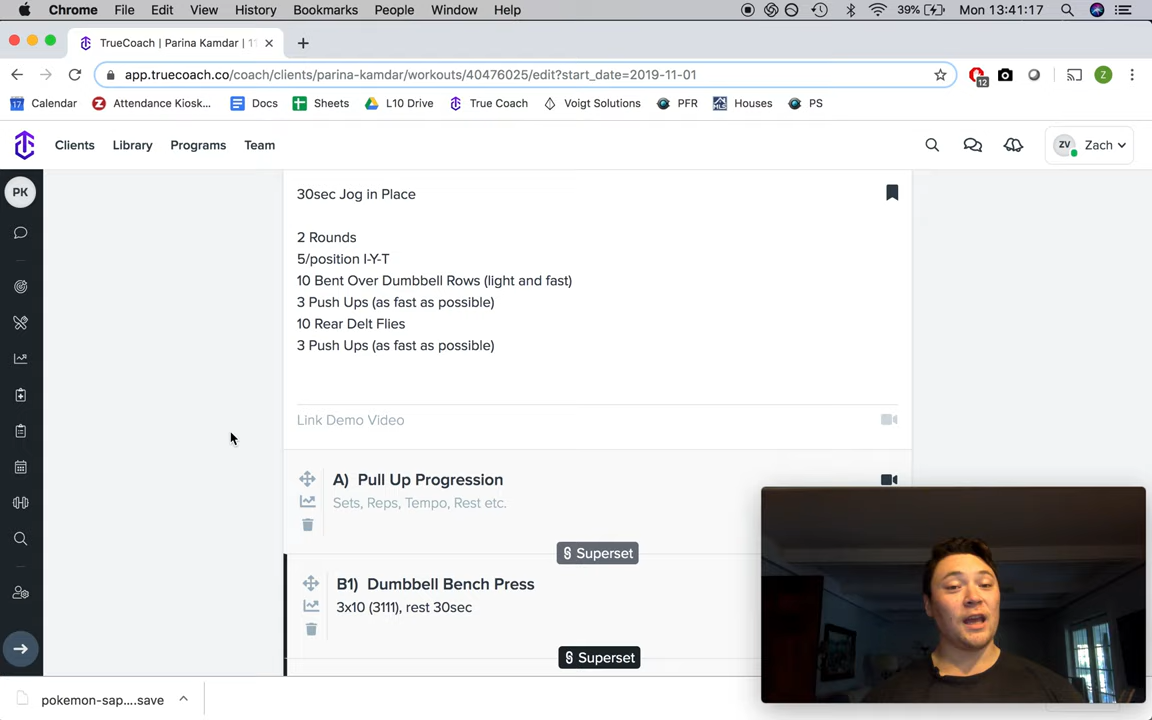 Chrome File Edit View History Bookmarks People Window Help 39% Mon 13:41:17
TrueCoach | Parina Kamdar | 1
app.truecoach.co/coach/clients/parina-kamdar/workouts/40476025/edit?start_date=2019-11-01 12 Z
17 Calendar Attendance Kiosk... Docs Sheets L10 Drive True Coach Voigt Solutions PFR MLS Houses PS
Clients Library Programs Team ZV Zach
PK
30sec Jog in Place
2 Rounds
5/position I-Y-T
10 Bent Over Dumbbell Rows (light and fast)
3 Push Ups (as fast as possible)
10 Rear Delt Flies
3 Push Ups (as fast as possible)
Link Demo Video
A) Pull Up Progression
Sets, Reps, Tempo, Rest etc.
Superset
B1) Dumbbell Bench Press
3x10 (3111), rest 30sec
Superset
pokemon-sap....save